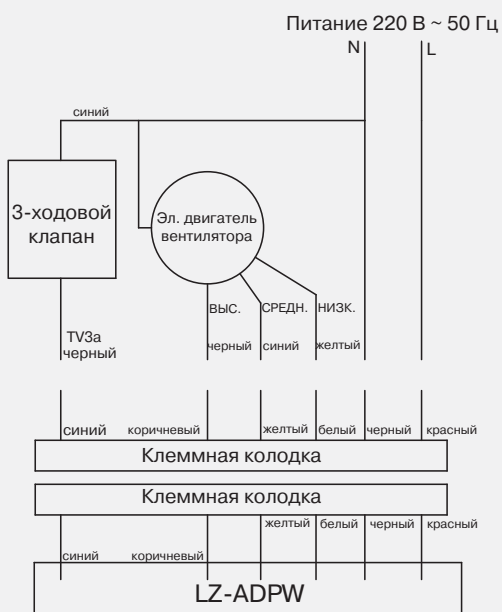 Питание 220 В ~ 50 Гц
N
L
синий
3-ходовой
клапан
Эл. двигатель
вентилятора
ВЫС.
СРЕДН.
НИЗК.
TV3a
черный
черный
синий
желтый
синий
коричневый
желтый
белый
черный
красный
Клеммная колодка
Клеммная колодка
желтый
белый
черный
красный
синий
коричневый
LZ-ADPW